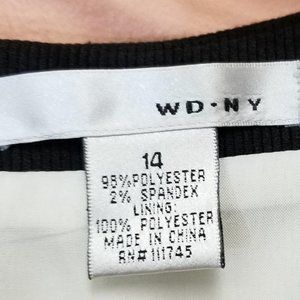 WD·NY
14
98% POLYESTER
2% SPANDEX
LINING:
100% POLYESTER
MADE IN CHINA
RN# 111745